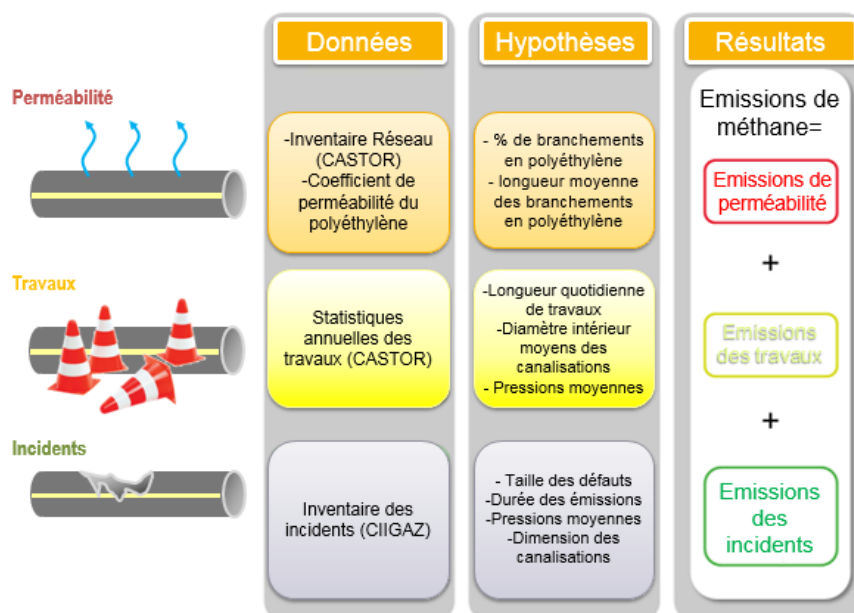 Données
Hypothèses
Résultats
Perméabilité
-Inventaire Réseau
(CASTOR)
-Coefficient de
perméabilité du
polyéthylène
- % de branchements
en polyéthylène
- longueur moyenne
des branchements
en polyéthylène
Emissions de
méthane=
Emissions de
perméabilité
+
Travaux
Statistiques
annuelles des
travaux (CASTOR)
-Longueur quotidienne
de travaux
-Diamètre intérieur
moyens des
canalisations
- Pressions moyennes
Emissions
des travaux
+
Incidents
Inventaire des
incidents (CIIGAZ)
- Taille des défauts
-Durée des émissions
-Pressions moyennes
-Dimension des
canalisations
Emissions
des
incidents